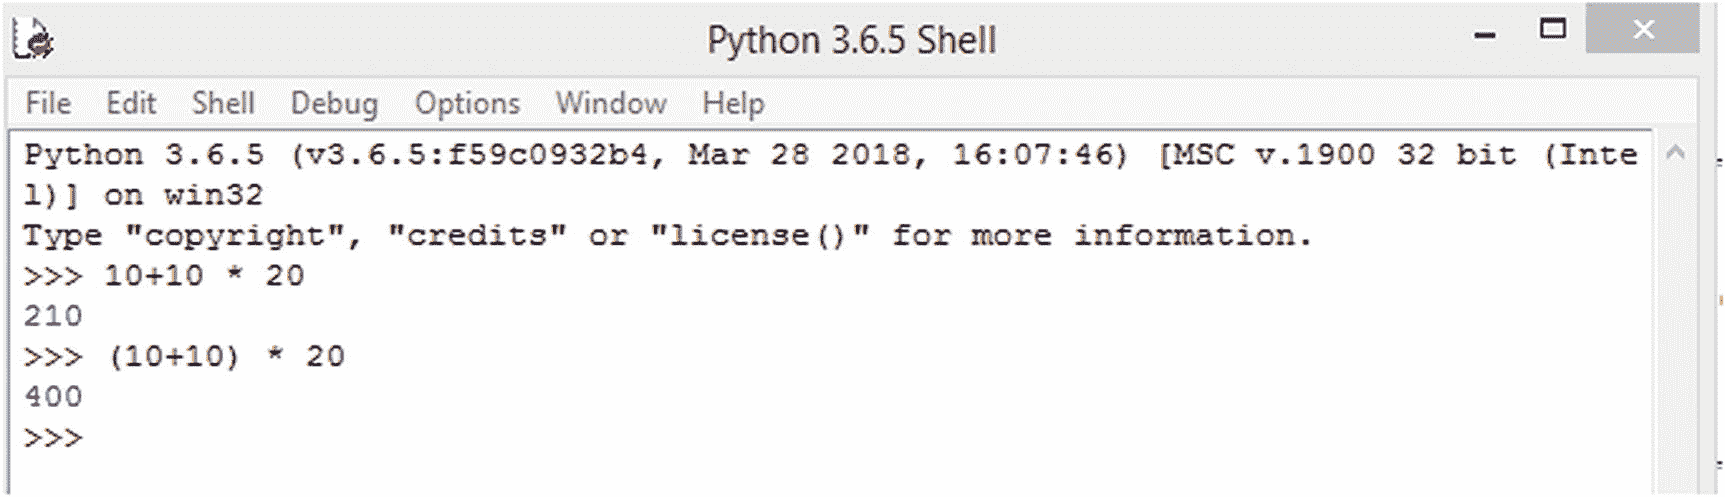 Python 3.6.5 Shell
File Edit Shell Debug Options Window Help
Python 3.6.5 (v3.6.5:f59c0932b4, Mar 28 2018, 16:07:46) [MSC v.1900 32 bit (Inte
l)] on win32
Type "copyright", "credits" or "license()" for more information.
>>> 10+10 * 20
210
>>> (10+10) * 20
400
>>>